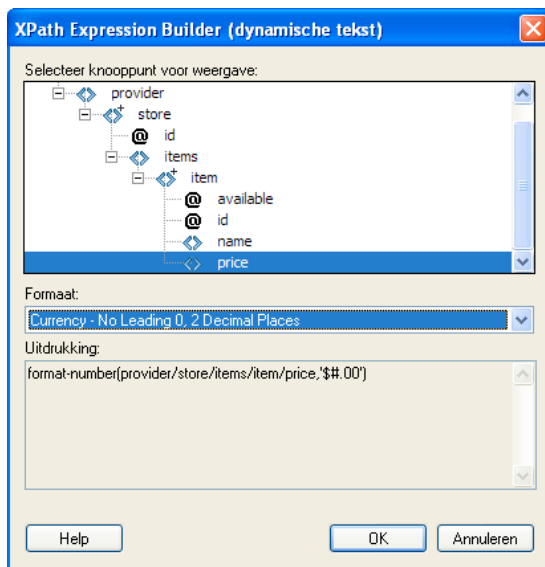 XPath Expression Builder (dynamische tekst)
Selecteer knooppunt voor weergave:
provider
store
@ id
items
item
@ available
@ id
name
price
Formaat:
Currency - No Leading 0, 2 Decimal Places
Uitdrukking:
format-number(provider/store/items/item/price,'$#.00')
Help
OK
Annuleren